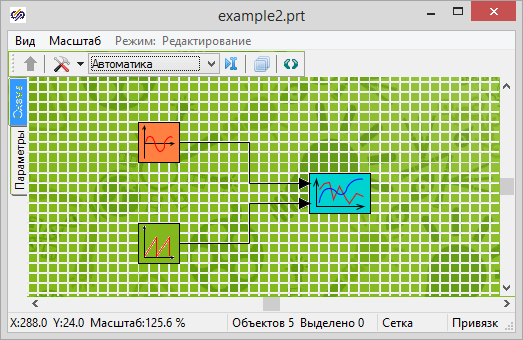 example2.prt
Вид Масштаб Режим: Редактирование
Автоматика
Схема
Параметры
X:288.0 Y:24.0 Масштаб:125.6 % Объектов 5 Выделено 0 Сетка Привязк